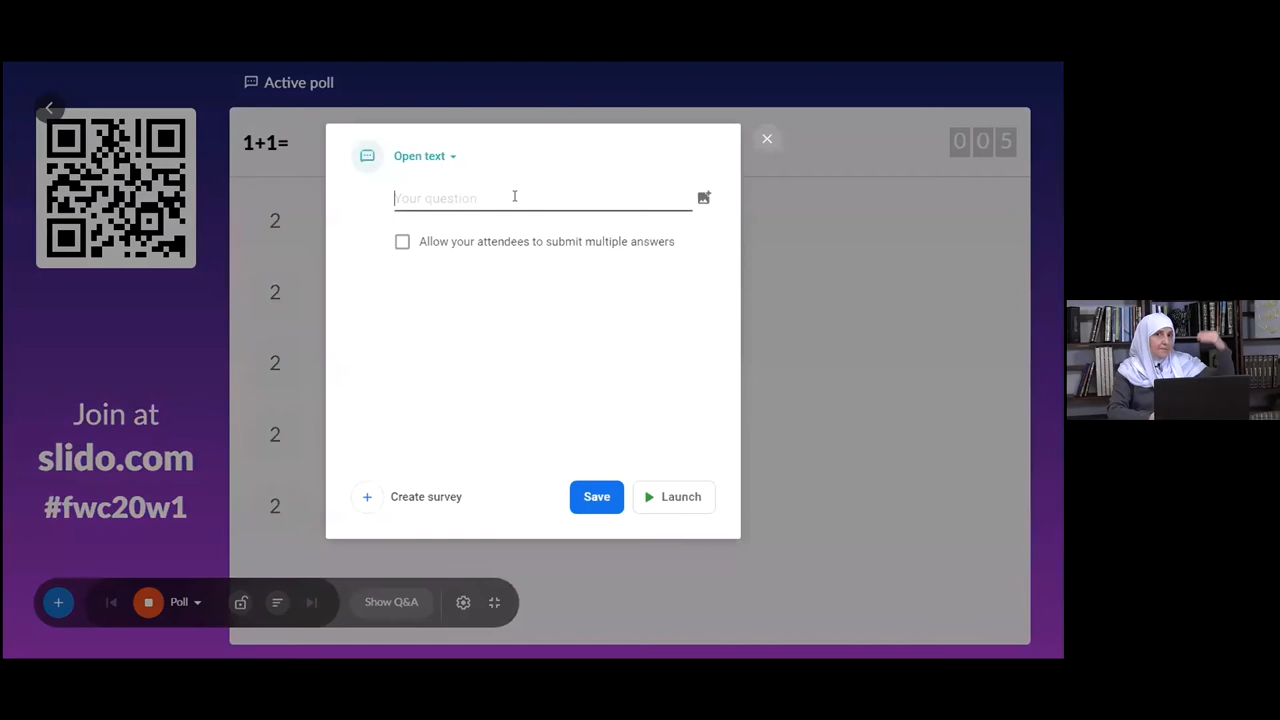 Active poll
1+1=
005
2
2
2
2
2
Join at
slido.com
#fwc20w1
Open text
Your question
Allow your attendees to submit multiple answers
Create survey
Save
Launch
Poll
Show Q&A